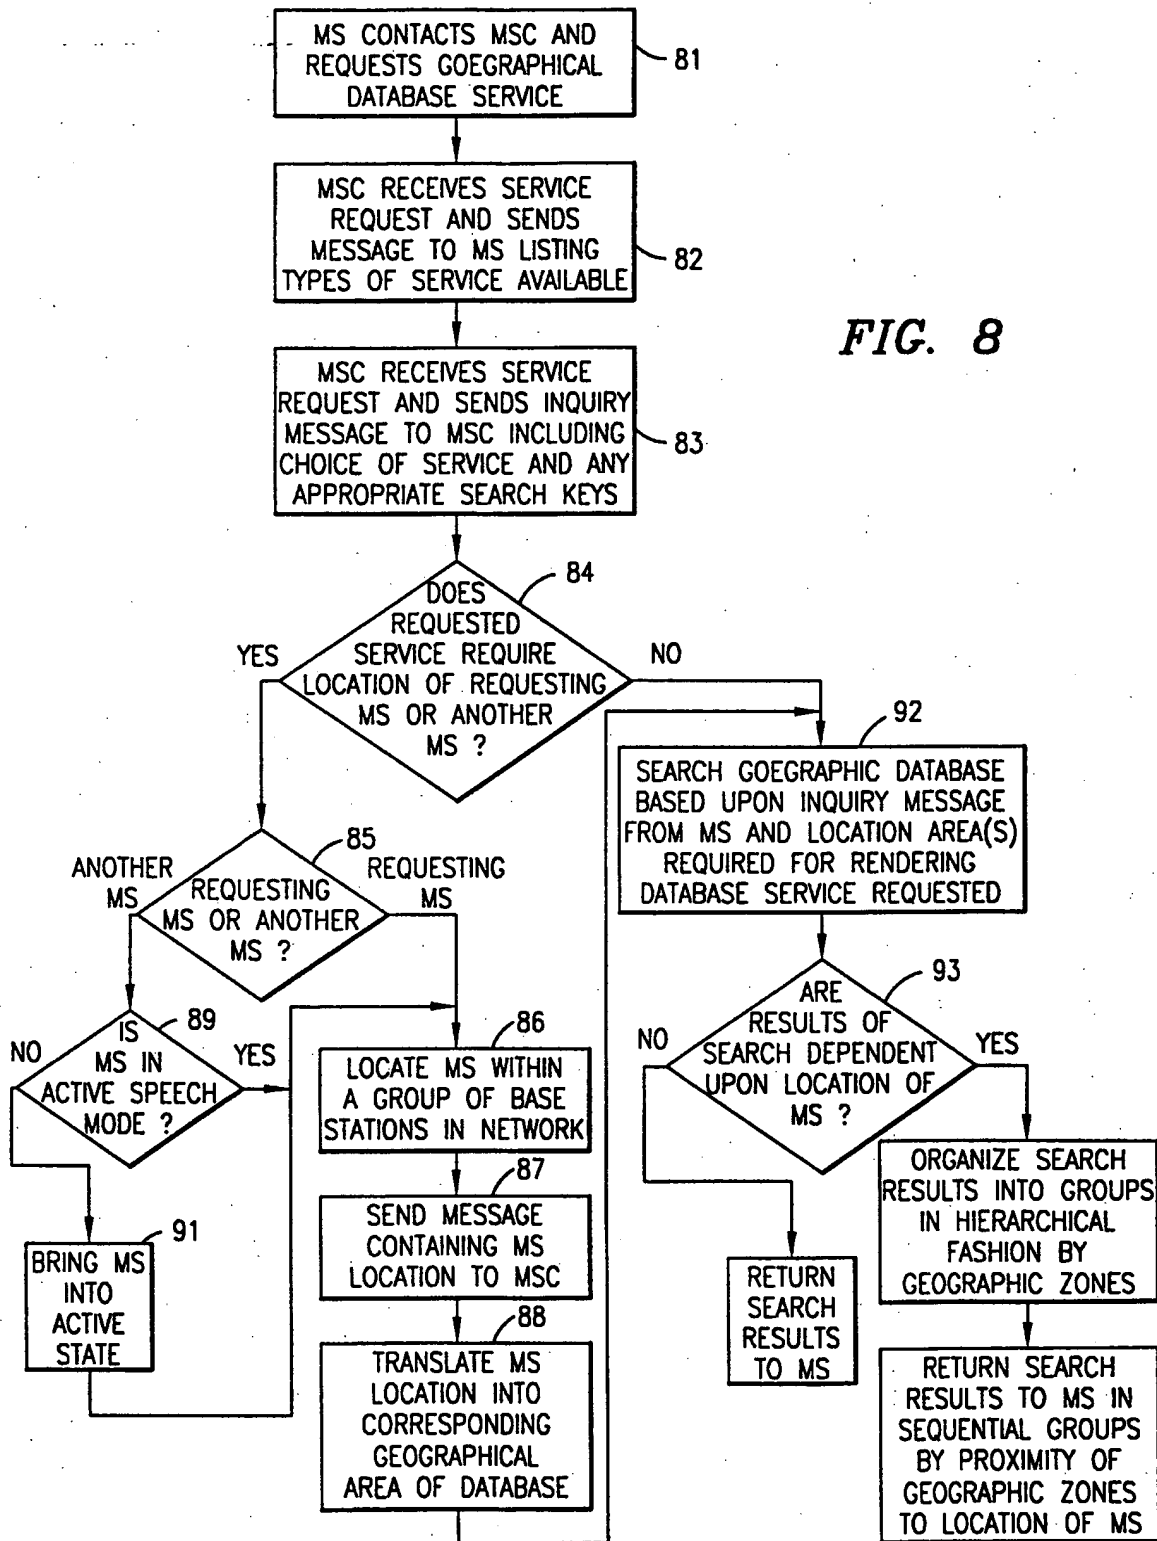 MS CONTACTS MSC AND
REQUESTS GOEGRAPHICAL
DATABASE SERVICE
81
MSC RECEIVES SERVICE
REQUEST AND SENDS
MESSAGE TO MS LISTING
TYPES OF SERVICE AVAILABLE
82
FIG. 8
MSC RECEIVES SERVICE
REQUEST AND SENDS INQUIRY
MESSAGE TO MSC INCLUDING
CHOICE OF SERVICE AND ANY
APPROPRIATE SEARCH KEYS
83
84
DOES
REQUESTED
SERVICE REQUIRE
LOCATION OF REQUESTING
MS OR ANOTHER
MS ?
YES
NO
85
ANOTHER
MS
REQUESTING
MS
REQUESTING
MS OR ANOTHER
MS ?
89
IS
MS IN
ACTIVE SPEECH
MODE ?
NO
YES
91
BRING MS
INTO
ACTIVE
STATE
86
LOCATE MS WITHIN
A GROUP OF BASE
STATIONS IN NETWORK
87
SEND MESSAGE
CONTAINING MS
LOCATION TO MSC
88
TRANSLATE MS
LOCATION INTO
CORRESPONDING
GEOGRAPHICAL
AREA OF DATABASE
92
SEARCH GOEGRAPHIC DATABASE
BASED UPON INQUIRY MESSAGE
FROM MS AND LOCATION AREA(S)
REQUIRED FOR RENDERING
DATABASE SERVICE REQUESTED
93
ARE
RESULTS OF
SEARCH DEPENDENT
UPON LOCATION OF
MS ?
NO
YES
RETURN
SEARCH
RESULTS
TO MS
ORGANIZE SEARCH
RESULTS INTO GROUPS
IN HIERARCHICAL
FASHION BY
GEOGRAPHIC ZONES
RETURN SEARCH
RESULTS TO MS IN
SEQUENTIAL GROUPS
BY PROXIMITY OF
GEOGRAPHIC ZONES
TO LOCATION OF MS